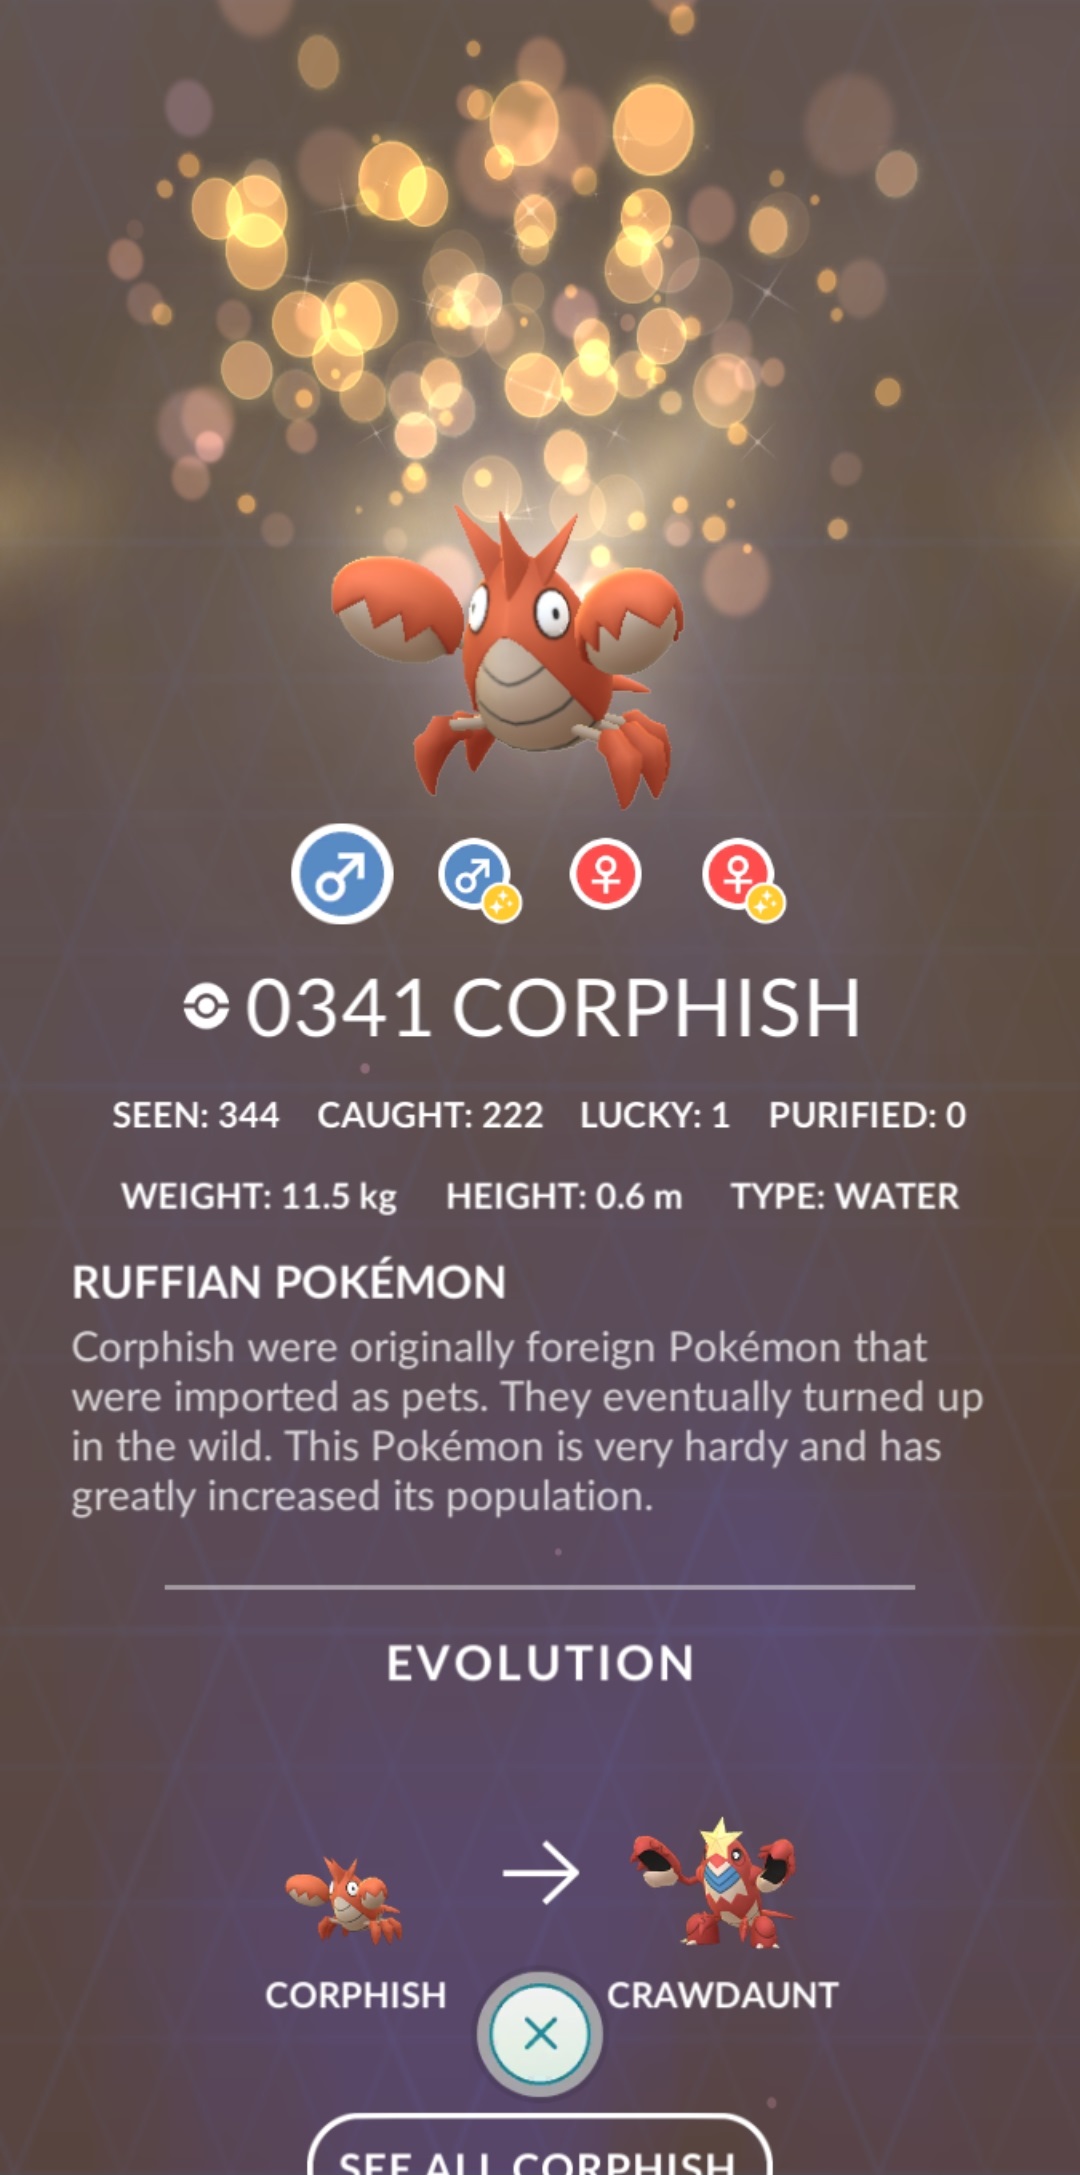 0341 CORPHISH
SEEN: 344 CAUGHT: 222 LUCKY: 1 PURIFIED: 0
WEIGHT: 11.5 kg HEIGHT: 0.6 m TYPE: WATER
RUFFIAN POKÉMON
Corphish were originally foreign Pokémon that
were imported as pets. They eventually turned up
in the wild. This Pokémon is very hardy and has
greatly increased its population.
EVOLUTION
CORPHISH CRAWDAUNT
SEE ALL CORPHISH